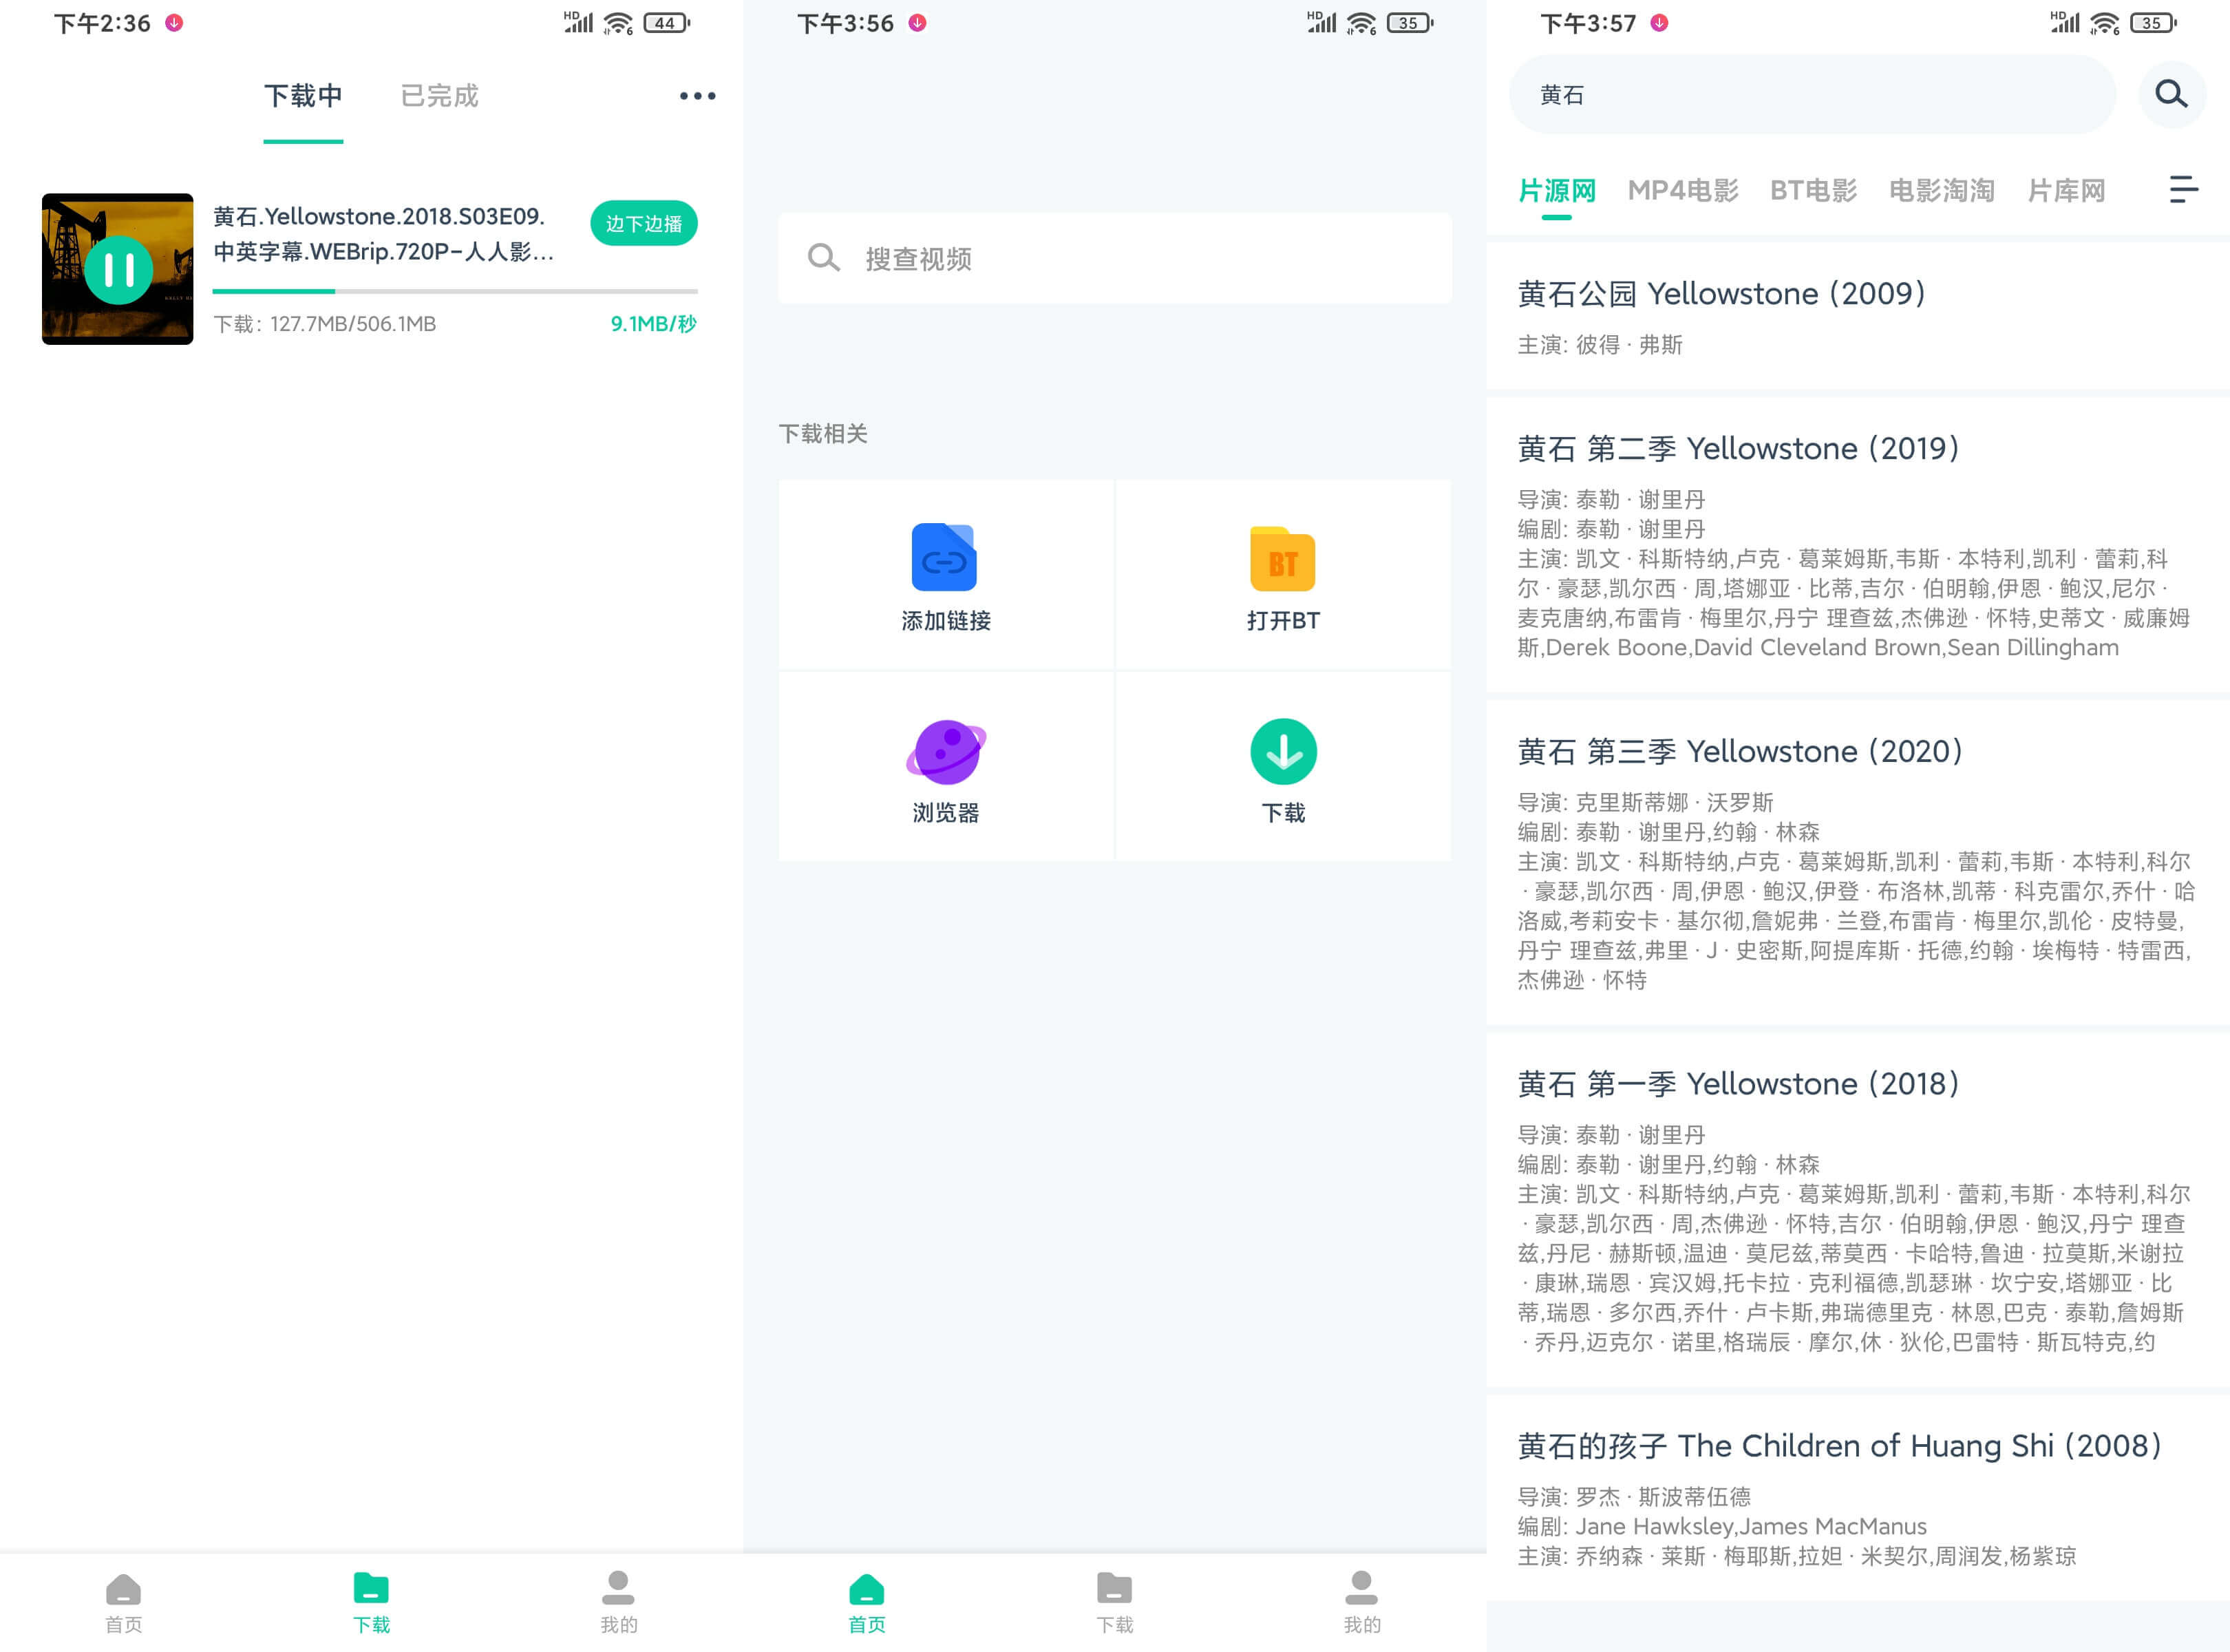 下午2:36
HD
6
44
下载中 已完成
黄石.Yellowstone.2018.S03E09.
中英字幕.WEBrip.720P-人人影...
边下边播
下载：127.7MB/506.1MB
9.1MB/秒
首页 下载 我的
下午3:56
HD
6
35
搜查视频
下载相关
添加链接
BT
打开BT
浏览器
下载
首页 下载 我的
下午3:57
HD
6
35
黄石
片源网 MP4电影 BT电影 电影淘淘 片库网
黄石公园 Yellowstone (2009)
主演: 彼得 · 弗斯
黄石 第二季 Yellowstone (2019)
导演: 泰勒 · 谢里丹
编剧: 泰勒 · 谢里丹
主演: 凯文 · 科斯特纳,卢克 · 葛莱姆斯,韦斯 · 本特利,凯利 · 蕾莉,科
尔 · 豪瑟,凯尔西 · 周,塔娜亚 · 比蒂,吉尔 · 伯明翰,伊恩 · 鲍汉,尼尔 ·
麦克唐纳,布雷肯 · 梅里尔,丹宁 理查兹,杰佛逊 · 怀特,史蒂文 · 威廉姆
斯,Derek Boone,David Cleveland Brown,Sean Dillingham
黄石 第三季 Yellowstone (2020)
导演: 克里斯蒂娜 · 沃罗斯
编剧: 泰勒 · 谢里丹,约翰 · 林森
主演: 凯文 · 科斯特纳,卢克 · 葛莱姆斯,凯利 · 蕾莉,韦斯 · 本特利,科尔
· 豪瑟,凯尔西 · 周,伊恩 · 鲍汉,伊登 · 布洛林,凯蒂 · 科克雷尔,乔什 · 哈
洛威,考莉安卡 · 基尔彻,詹妮弗 · 兰登,布雷肯 · 梅里尔,凯伦 · 皮特曼,
丹宁 理查兹,弗里 · J · 史密斯,阿提库斯 · 托德,约翰 · 埃梅特 · 特雷西,
杰佛逊 · 怀特
黄石 第一季 Yellowstone (2018)
导演: 泰勒 · 谢里丹
编剧: 泰勒 · 谢里丹,约翰 · 林森
主演: 凯文 · 科斯特纳,卢克 · 葛莱姆斯,凯利 · 蕾莉,韦斯 · 本特利,科尔
· 豪瑟,凯尔西 · 周,杰佛逊 · 怀特,吉尔 · 伯明翰,伊恩 · 鲍汉,丹宁 理查
兹,丹尼 · 赫斯顿,温迪 · 莫尼兹,蒂莫西 · 卡哈特,鲁迪 · 拉莫斯,米谢拉
· 康琳,瑞恩 · 宾汉姆,托卡拉 · 克利福德,凯瑟琳 · 坎宁安,塔娜亚 · 比
蒂,瑞恩 · 多尔西,乔什 · 卢卡斯,弗瑞德里克 · 林恩,巴克 · 泰勒,詹姆斯
· 乔丹,迈克尔 · 诺里,格瑞辰 · 摩尔,休 · 狄伦,巴雷特 · 斯瓦特克,约
黄石的孩子 The Children of Huang Shi (2008)
导演: 罗杰 · 斯波蒂伍德
编剧: Jane Hawksley,James MacManus
主演: 乔纳森 · 莱斯 · 梅耶斯,拉妲 · 米契尔,周润发,杨紫琼